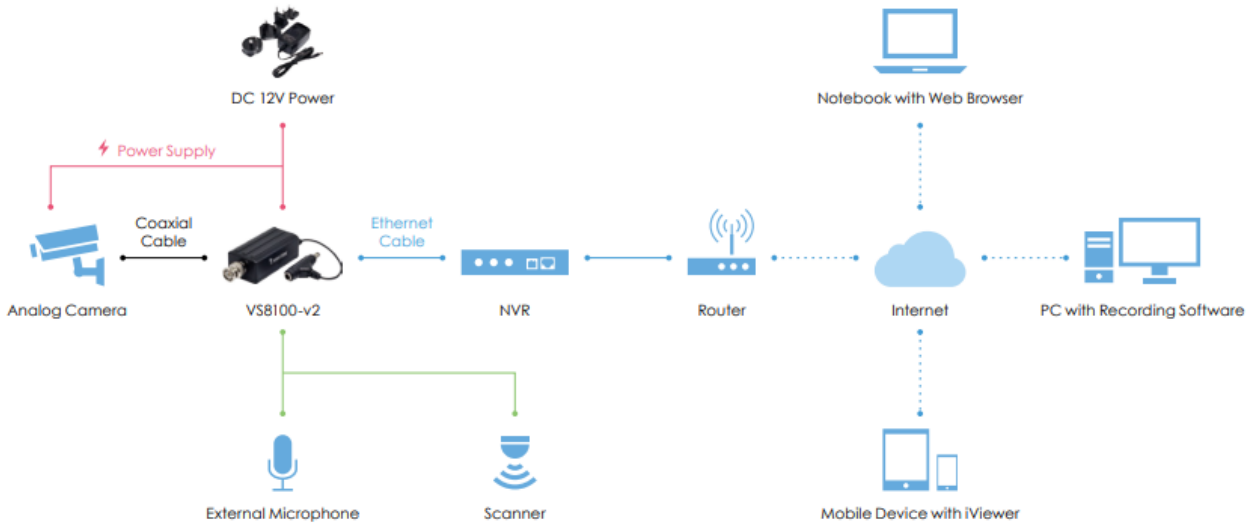 DC 12V Power
Notebook with Web Browser
Power Supply
Coaxial
Cable
Ethernet
Cable
Analog Camera
VS8100-v2
NVR
Router
Internet
PC with Recording Software
External Microphone
Scanner
Mobile Device with iViewer